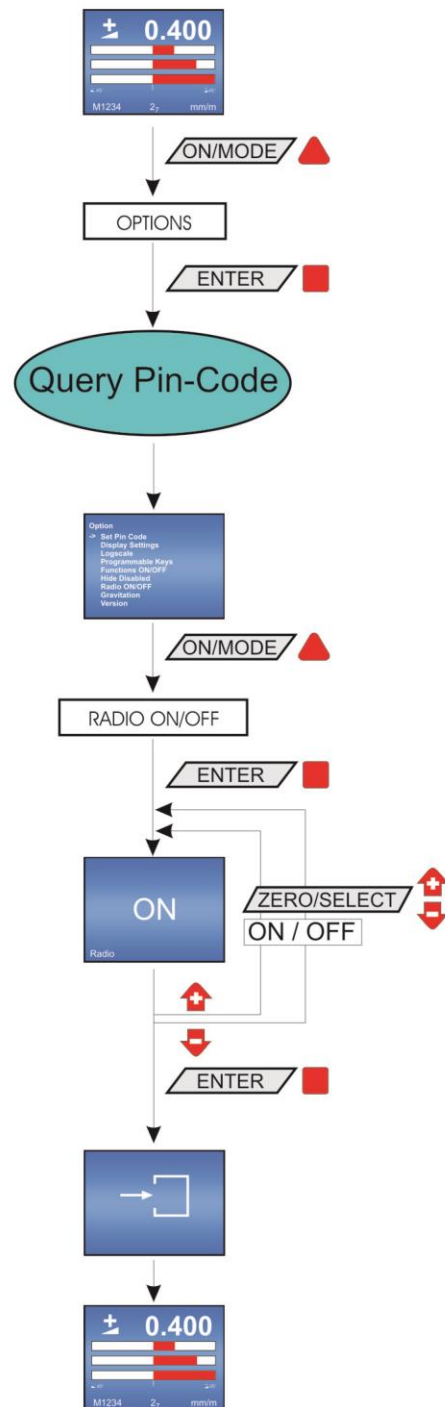 0.400
M1234 2₇ mm/m
ON/MODE
OPTIONS
ENTER
Query Pin-Code
Option
-> Set Pin Code
Display Settings
Logscale
Programmable Keys
Functions ON/OFF
Hide Disabled
Radio ON/OFF
Gravitation
Version
ON/MODE
RADIO ON/OFF
ENTER
ON
Radio
ZERO/SELECT
ON / OFF
ENTER
0.400
M1234 2₇ mm/m